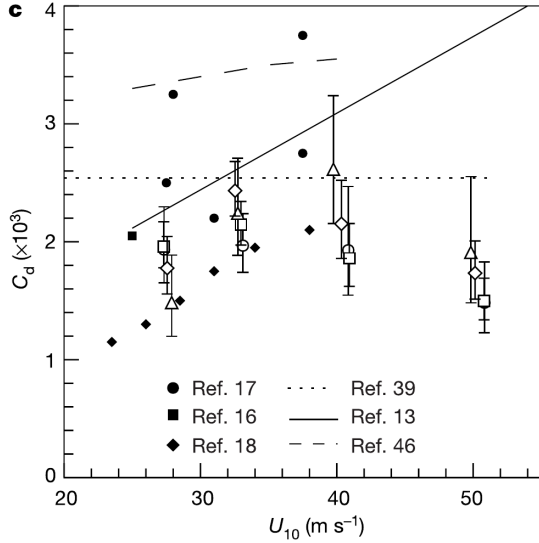 c
4
3
2
1
0
C_d (×10³)
Ref. 17
Ref. 39
Ref. 16
Ref. 13
Ref. 18
Ref. 46
20
30
40
50
U₁₀ (m s⁻¹)